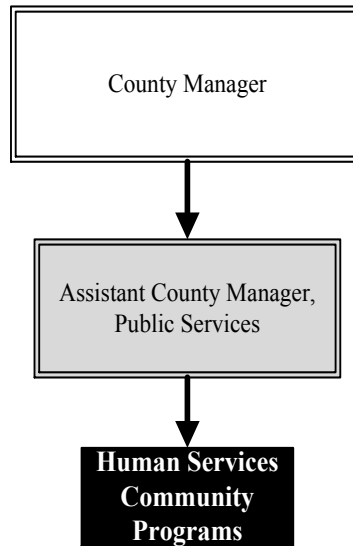 County Manager
Assistant County Manager,
Public Services
Human Services
Community
Programs